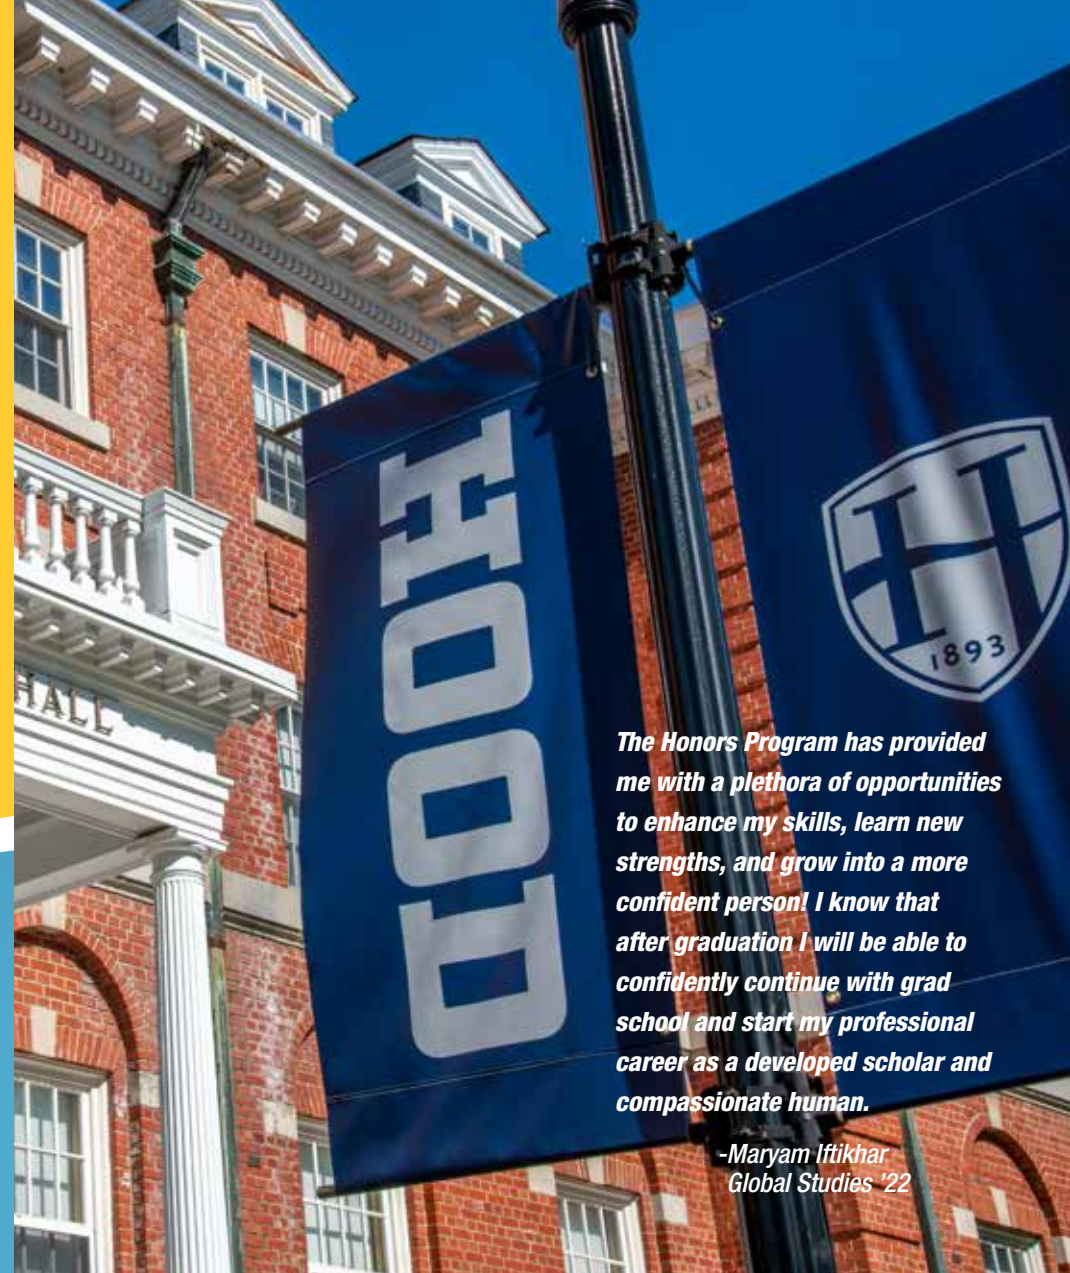 HOOD
H
1893
HALL
The Honors Program has provided
me with a plethora of opportunities
to enhance my skills, learn new
strengths, and grow into a more
confident person! I know that
after graduation I will be able to
confidently continue with grad
school and start my professional
career as a developed scholar and
compassionate human.
-Maryam Iftikhar
Global Studies '22